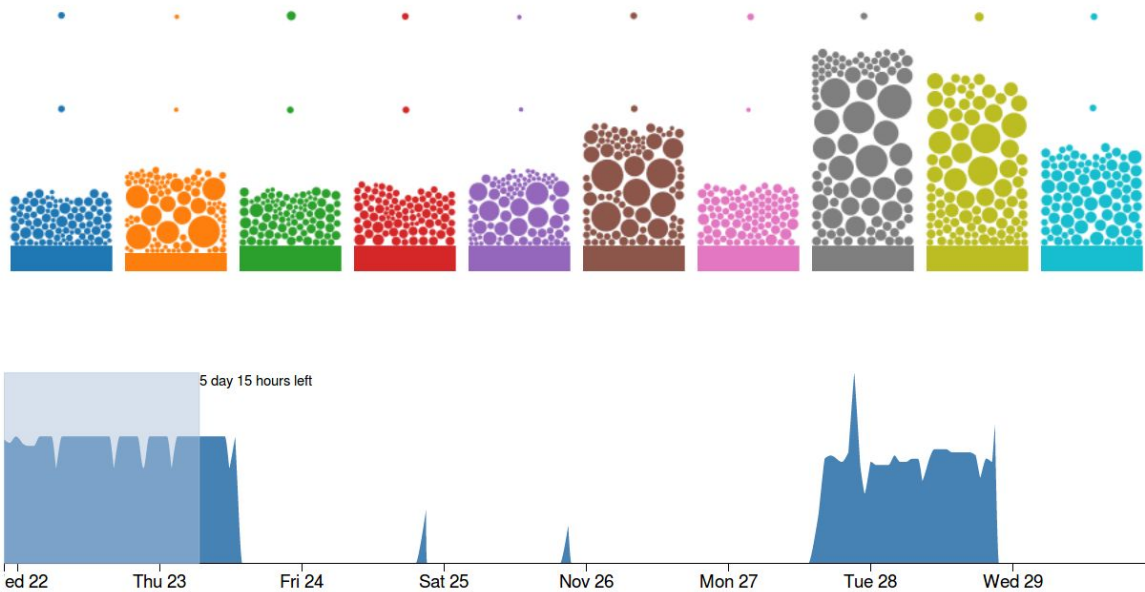 5 day 15 hours left
ed 22
Thu 23
Fri 24
Sat 25
Nov 26
Mon 27
Tue 28
Wed 29